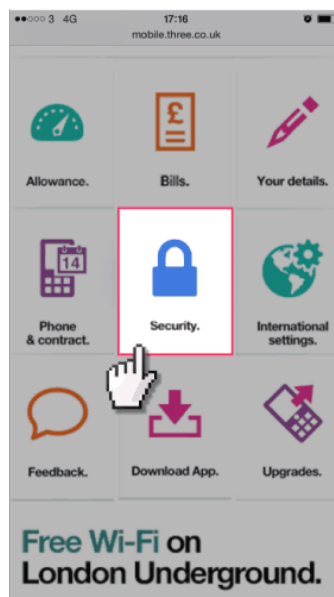 3 4G 17:16
mobile.three.co.uk
£
Allowance. Bills. Your details.
14
Phone
& contract.
Security.
International
settings.
Feedback. Download App. Upgrades.
Free Wi-Fi on
London Underground.